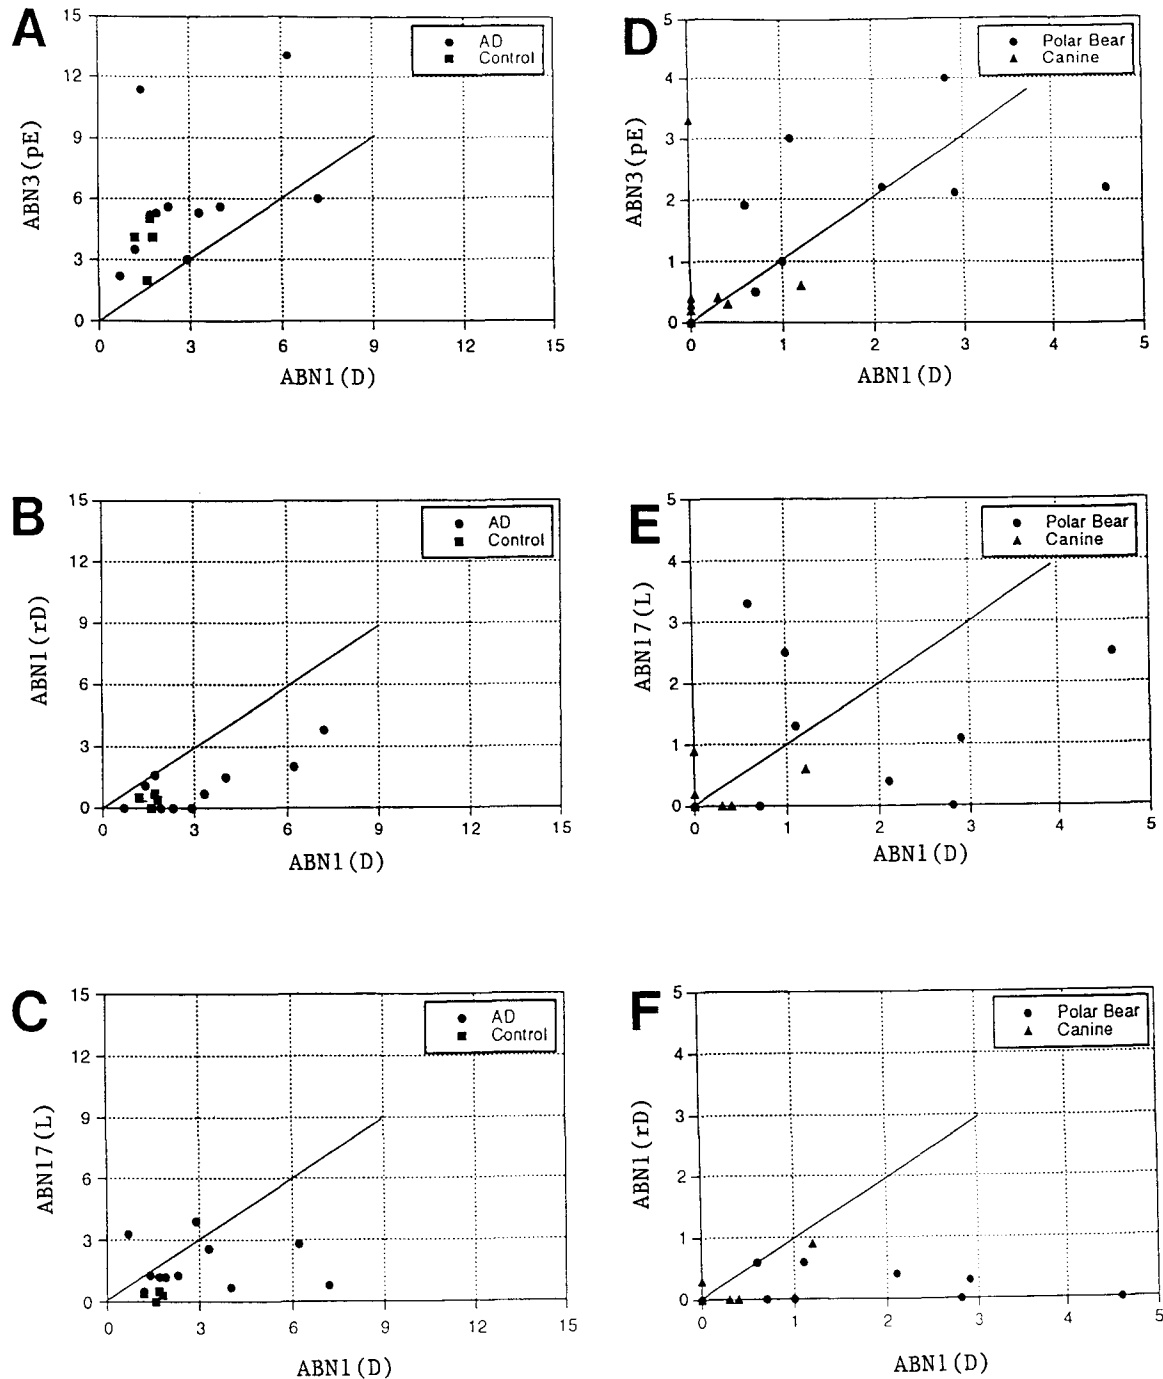 A
15
12
9
6
3
0
ABN3(pE)
AD
Control
0 3 6 9 12 15
ABN1(D)
D
5
4
3
2
1
0
ABN3(pE)
Polar Bear
Canine
0 1 2 3 4 5
ABN1(D)
B
15
12
9
6
3
0
ABN1(rD)
AD
Control
0 3 6 9 12 15
ABN1(D)
E
5
4
3
2
1
0
ABN17(L)
Polar Bear
Canine
0 1 2 3 4 5
ABN1(D)
C
15
12
9
6
3
0
ABN17(L)
AD
Control
0 3 6 9 12 15
ABN1(D)
F
5
4
3
2
1
0
ABN1(rD)
Polar Bear
Canine
0 1 2 3 4 5
ABN1(D)